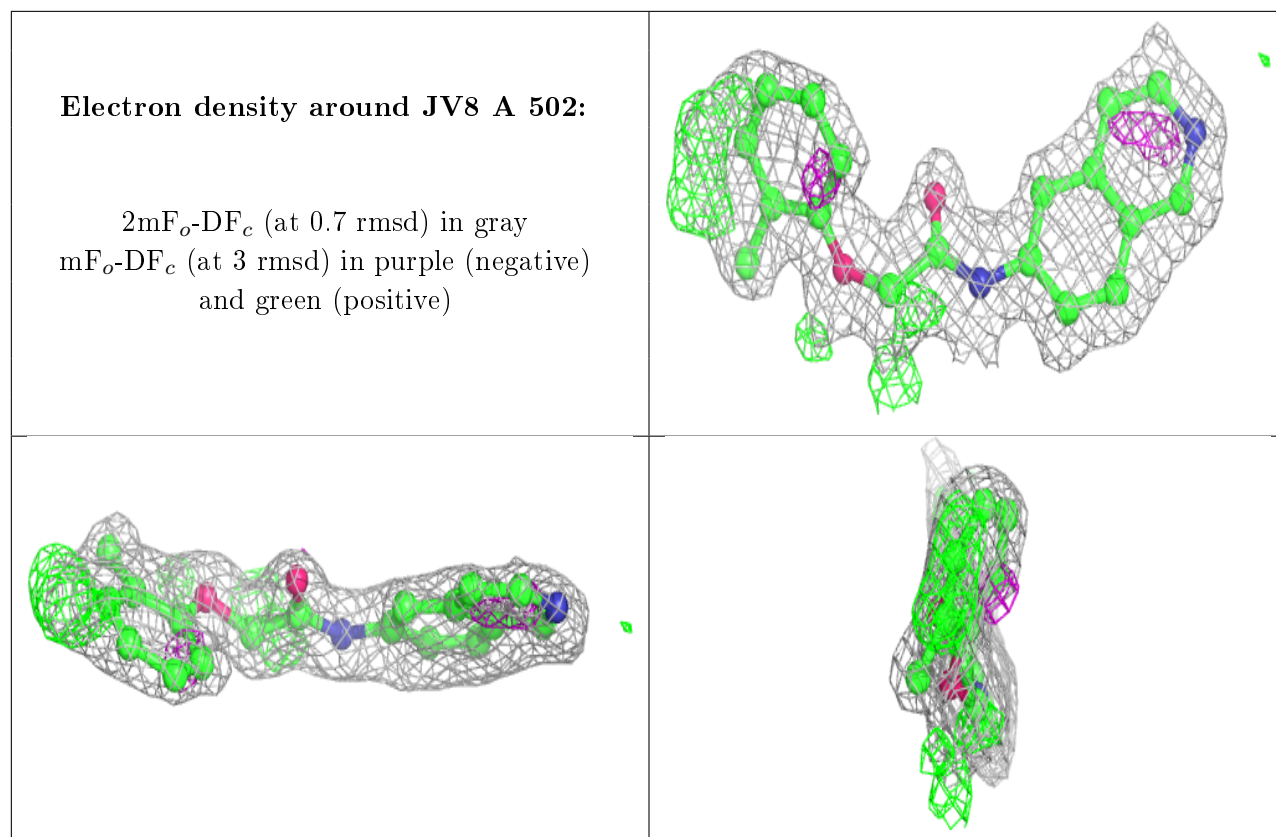 Electron density around JV8 A 502:
2mFo-DFc (at 0.7 rmsd) in gray
mFo-DFc (at 3 rmsd) in purple (negative)
and green (positive)